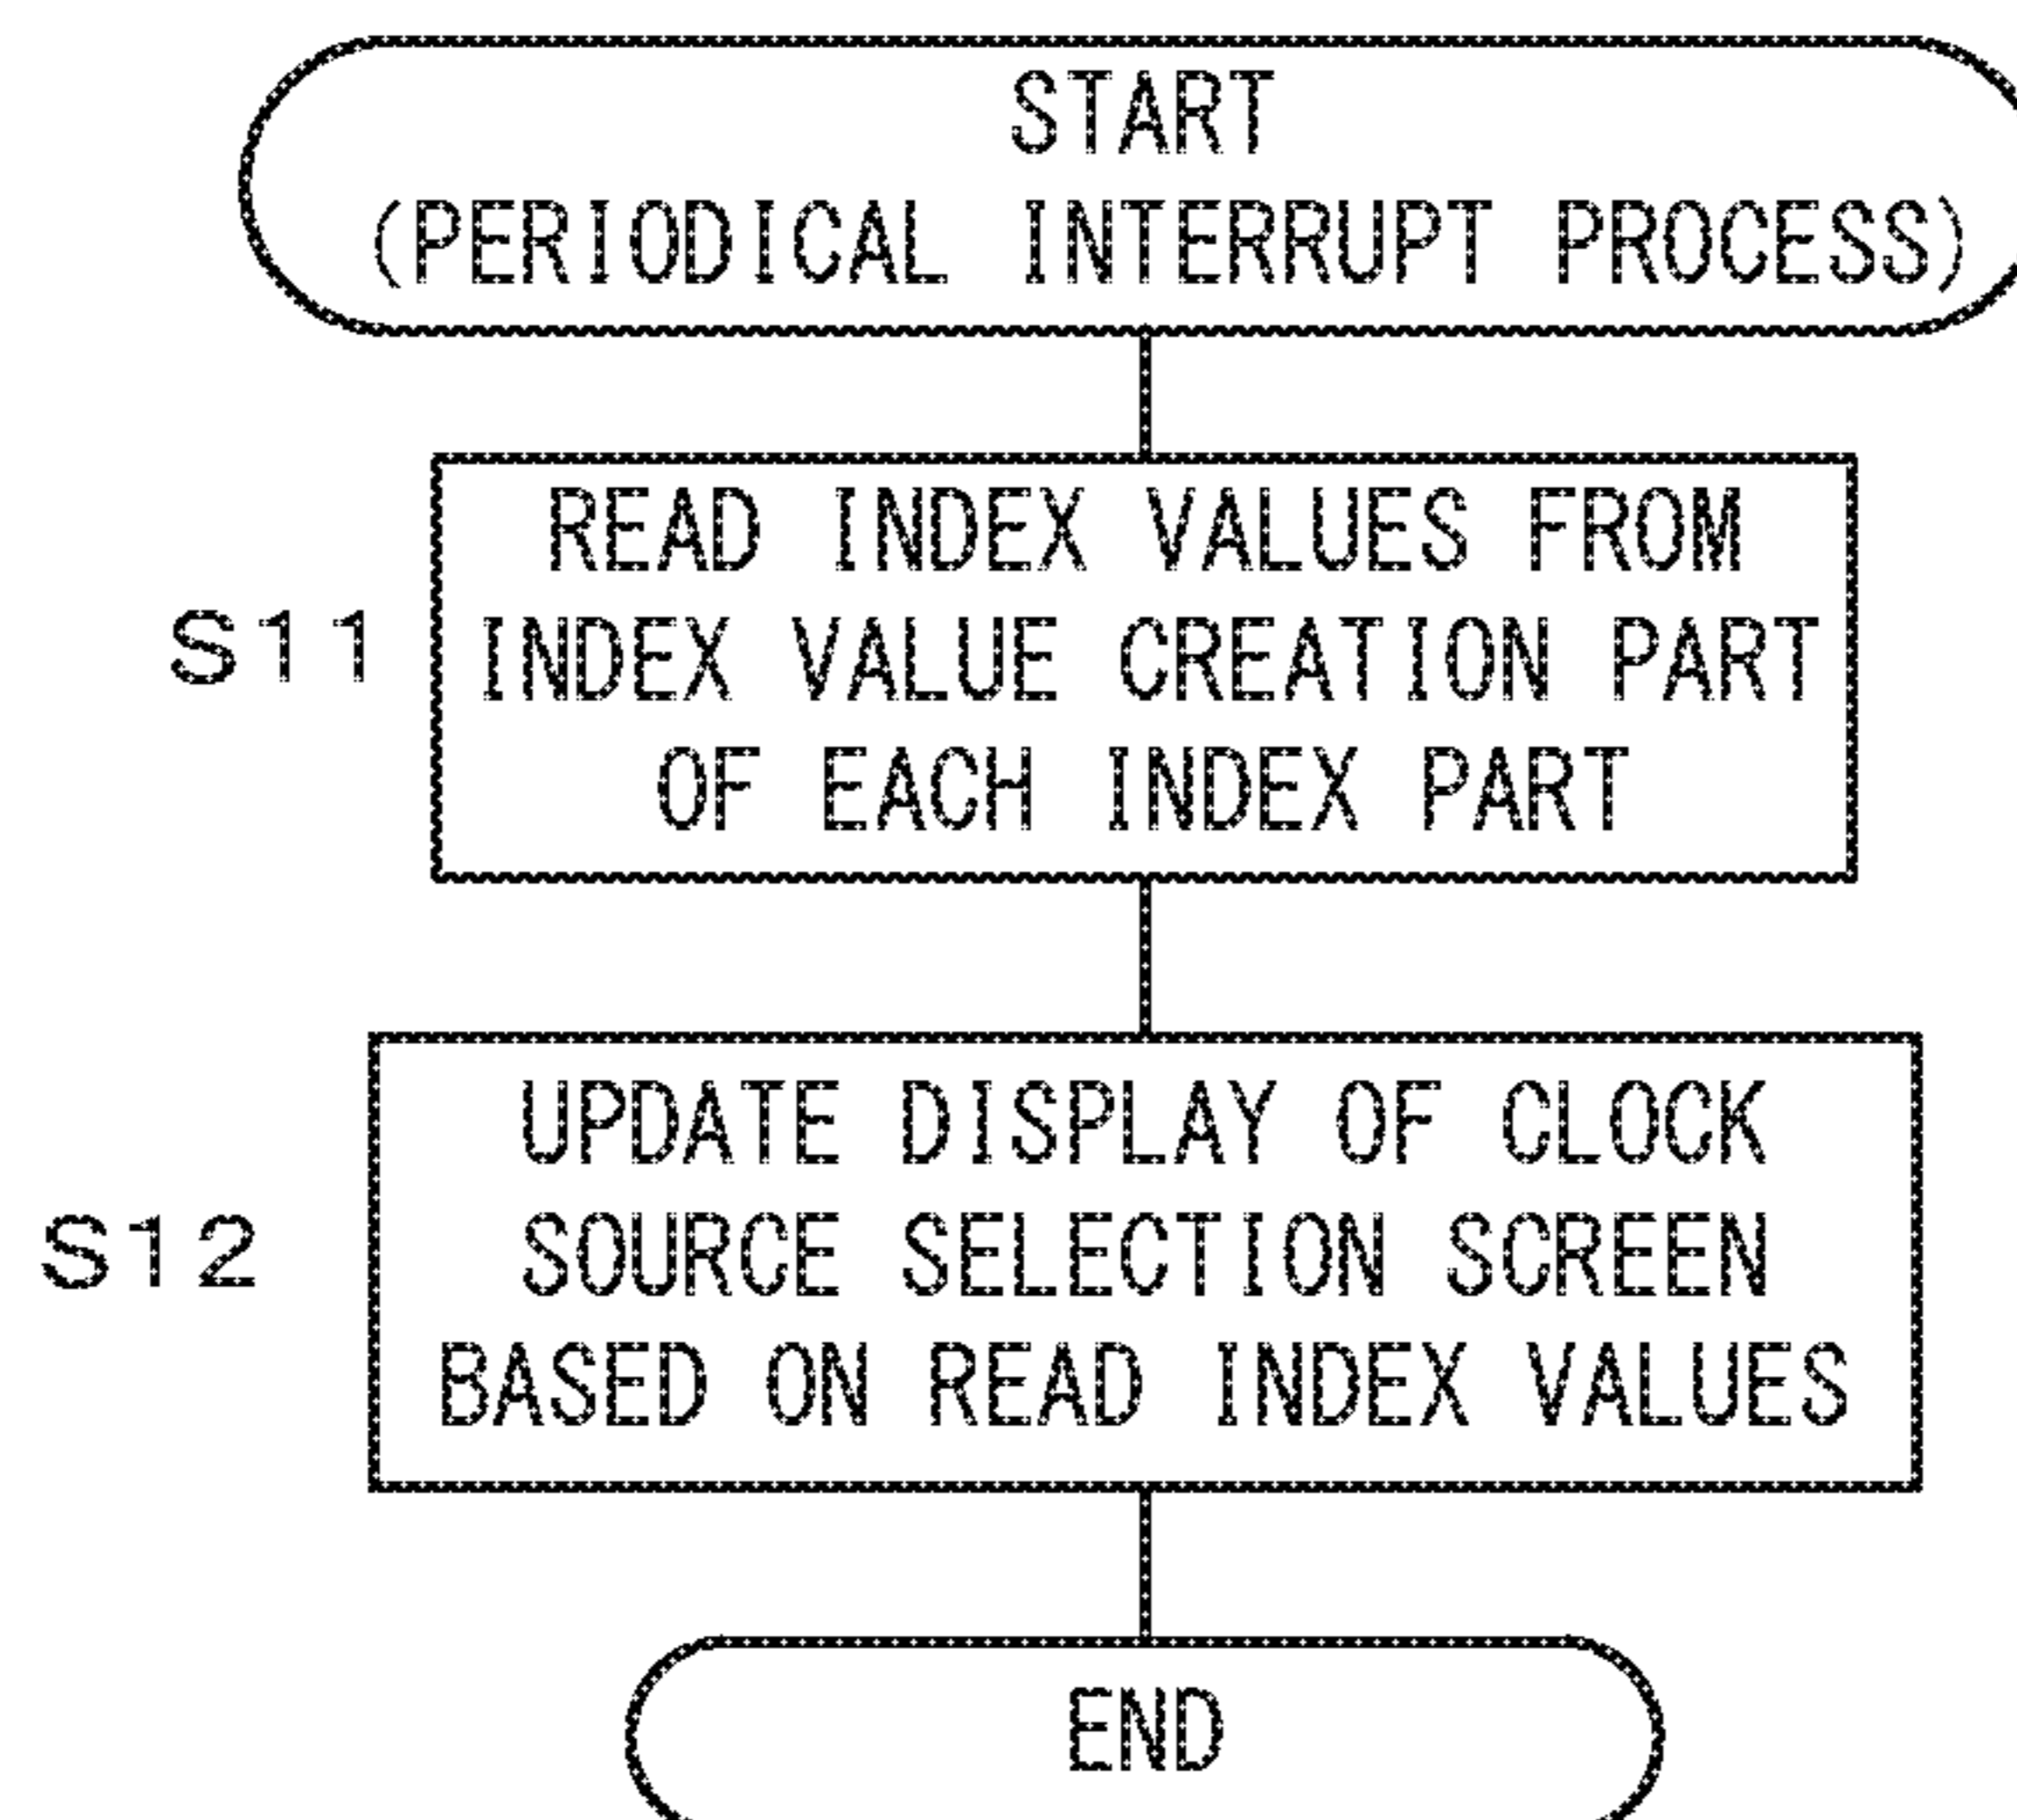 START
(PERIODICAL INTERRUPT PROCESS)
S11
READ INDEX VALUES FROM
INDEX VALUE CREATION PART
OF EACH INDEX PART
S12
UPDATE DISPLAY OF CLOCK
SOURCE SELECTION SCREEN
BASED ON READ INDEX VALUES
END